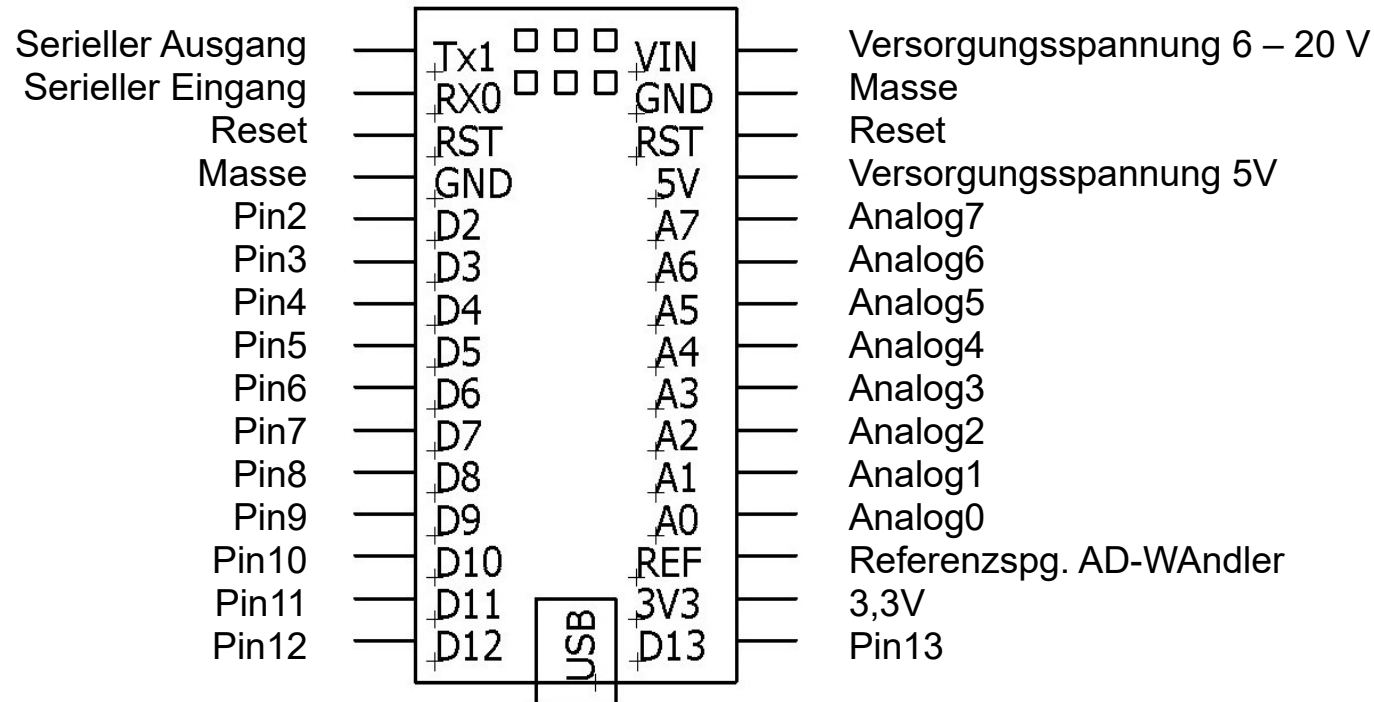 Serieller Ausgang Tx1 VIN Versorgungsspannung 6 – 20 V
Serieller Eingang RX0 GND Masse
Reset RST RST Reset
Masse GND 5V Versorgungsspannung 5V
Pin2 D2 A7 Analog7
Pin3 D3 A6 Analog6
Pin4 D4 A5 Analog5
Pin5 D5 A4 Analog4
Pin6 D6 A3 Analog3
Pin7 D7 A2 Analog2
Pin8 D8 A1 Analog1
Pin9 D9 A0 Analog0
Pin10 D10 REF Referenzspg. AD-WAndler
Pin11 D11 3V3 3,3V
Pin12 D12 USB D13 Pin13